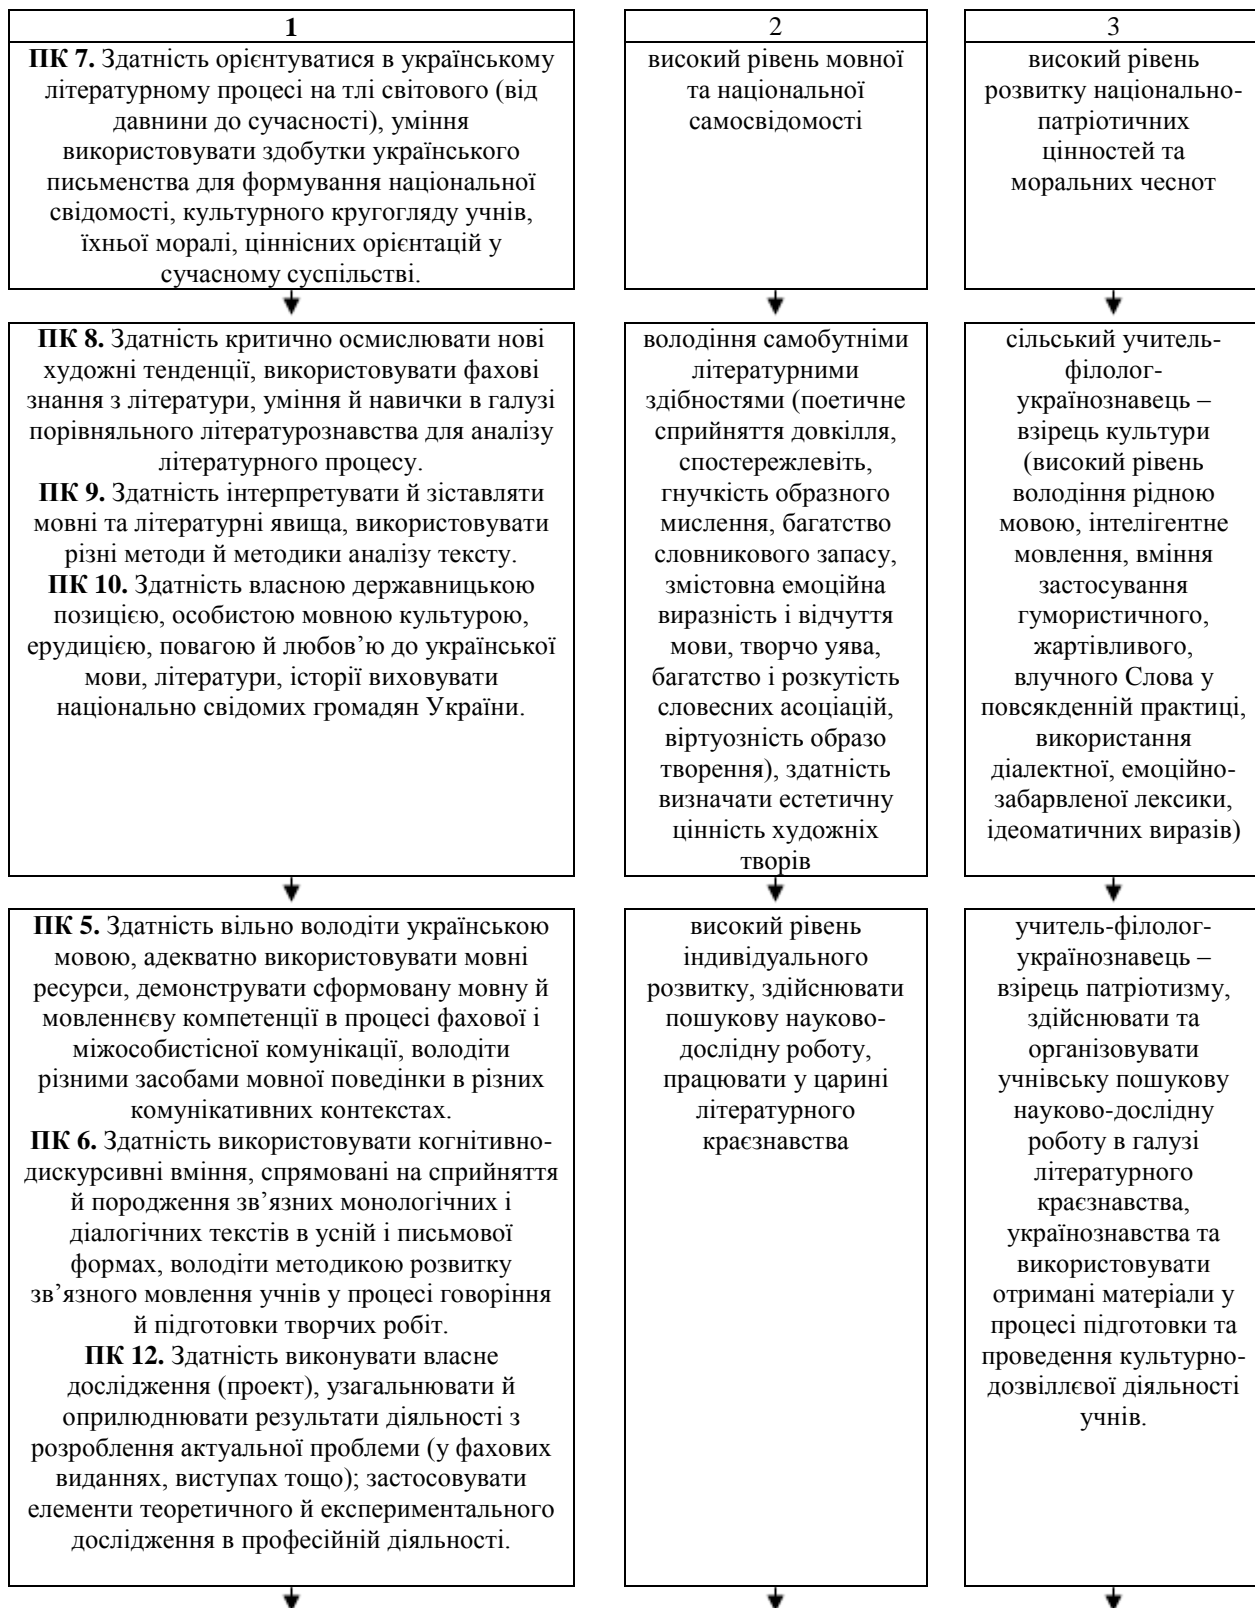 1
ПК 7. Здатність орієнтуватися в українському
літературному процесі на тлі світового (від
давнини до сучасності), уміння
використовувати здобутки українського
письменства для формування національної
свідомості, культурного кругогляду учнів,
їхньої моралі, ціннісних орієнтацій у
сучасному суспільстві.
2
високий рівень мовної
та національної
самосвідомості
3
високий рівень
розвитку національно-
патріотичних
цінностей та
моральних чеснот
ПК 8. Здатність критично осмислювати нові
художні тенденції, використовувати фахові
знання з літератури, уміння й навички в галузі
порівняльного літературознавства для аналізу
літературного процесу.
ПК 9. Здатність інтерпретувати й зіставляти
мовні та літературні явища, використовувати
різні методи й методики аналізу тексту.
ПК 10. Здатність власною державницькою
позицією, особистою мовною культурою,
ерудицією, повагою й любов’ю до української
мови, літератури, історії виховувати
національно свідомих громадян України.
володіння самобутніми
літературними
здібностями (поетичне
сприйняття довкілля,
спостережлевіть,
гнучкість образного
мислення, багатство
словникового запасу,
змістовна емоційна
виразність і відчуття
мови, творчо уява,
багатство і розкутість
словесних асоціацій,
віртуозність образо
творення), здатність
визначати естетичну
цінність художніх
творів
сільський учитель-
філолог-
українознавець –
взірець культури
(високий рівень
володіння рідною
мовою, інтелігентне
мовлення, вміння
застосування
гумористичного,
жартівливого,
влучного Слова у
повсякденній практиці,
використання
діалектної, емоційно-
забарвленої лексики,
ідеоматичних виразів)
ПК 5. Здатність вільно володіти українською
мовою, адекватно використовувати мовні
ресурси, демонструвати сформовану мовну й
мовленнєву компетенції в процесі фахової і
міжособистісної комунікації, володіти
різними засобами мовної поведінки в різних
комунікативних контекстах.
ПК 6. Здатність використовувати когнітивно-
дискурсивні вміння, спрямовані на сприйняття
й породження зв’язних монологічних і
діалогічних текстів в усній і письмової
формах, володіти методикою розвитку
зв’язного мовлення учнів у процесі говоріння
й підготовки творчих робіт.
ПК 12. Здатність виконувати власне
дослідження (проект), узагальнювати й
оприлюднювати результати діяльності з
розроблення актуальної проблеми (у фахових
виданнях, виступах тощо); застосовувати
елементи теоретичного й експериментального
дослідження в професійній діяльності.
високий рівень
індивідуального
розвитку, здійснювати
пошукову науково-
дослідну роботу,
працювати у царині
літературного
краєзнавства
учитель-філолог-
українознавець –
взірець патріотизму,
здійснювати та
організовувати
учнівську пошукову
науково-дослідну
роботу в галузі
літературного
краєзнавства,
українознавства та
використовувати
отримані матеріали у
процесі підготовки та
проведення культурно-
дозвіллєвої діяльності
учнів.